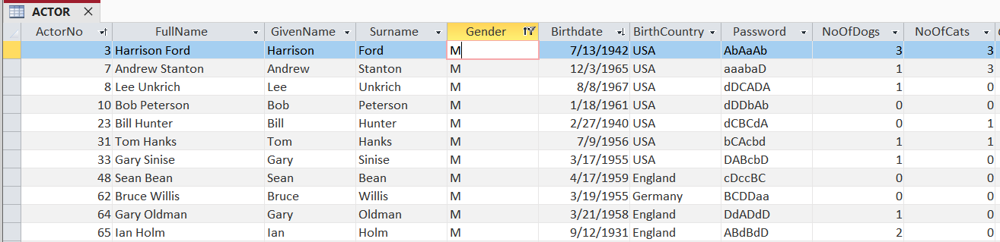 ACTOR
ActorNo FullName GivenName Surname Gender Birthdate BirthCountry Password NoOfDogs NoOfCats
3 Harrison Ford Harrison Ford M 7/13/1942 USA AbAaAb 3 3
7 Andrew Stanton Andrew Stanton M 12/3/1965 USA aaabaD 1 3
8 Lee Unkrich Lee Unkrich M 8/8/1967 USA dDCADA 1 0
10 Bob Peterson Bob Peterson M 1/18/1961 USA dDDbAb 0 0
23 Bill Hunter Bill Hunter M 2/27/1940 USA dCBCdA 0 1
31 Tom Hanks Tom Hanks M 7/9/1956 USA bCAcbd 1 1
33 Gary Sinise Gary Sinise M 3/17/1955 USA DABcbD 1 0
48 Sean Bean Sean Bean M 4/17/1959 England cDccBC 0 0
62 Bruce Willis Bruce Willis M 3/19/1955 Germany BCDDaa 0 0
64 Gary Oldman Gary Oldman M 3/21/1958 England DdADdD 1 0
65 Ian Holm Ian Holm M 9/12/1931 England ABdBdD 2 0